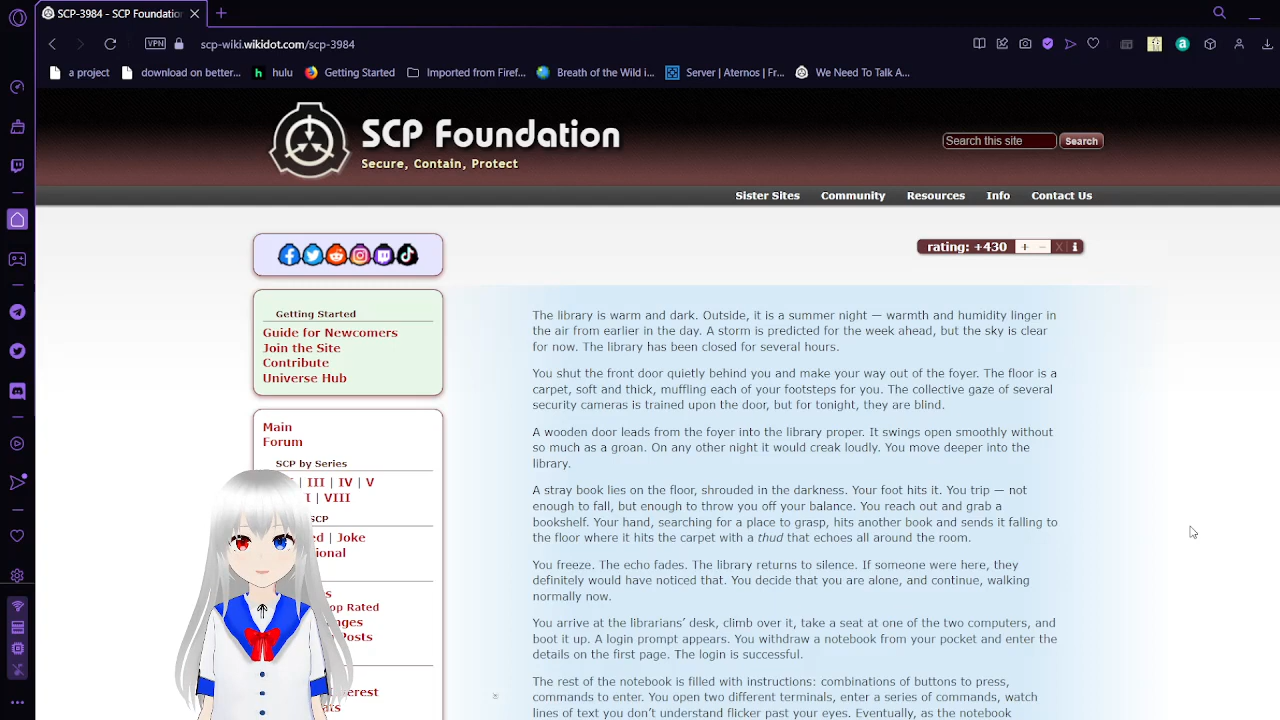 SCP-3984 - SCP Foundation
VPN
scp-wiki.wikidot.com/scp-3984
a project
download on better...
hulu
Getting Started
Imported from Firef...
Breath of the Wild i...
Server | Aternos | Fr...
We Need To Talk A...
SCP Foundation
Secure, Contain, Protect
Search this site
Search
Sister Sites
Community
Resources
Info
Contact Us
rating: +430
+
−
X
i
Getting Started
Guide for Newcomers
Join the Site
Contribute
Universe Hub
Main
Forum
SCP by Series
| III | IV | V
| VIII
SCP
| Joke
The library is warm and dark. Outside, it is a summer night — warmth and humidity linger in
the air from earlier in the day. A storm is predicted for the week ahead, but the sky is clear
for now. The library has been closed for several hours.
You shut the front door quietly behind you and make your way out of the foyer. The floor is a
carpet, soft and thick, muffling each of your footsteps for you. The collective gaze of several
security cameras is trained upon the door, but for tonight, they are blind.
A wooden door leads from the foyer into the library proper. It swings open smoothly without
so much as a groan. On any other night it would creak loudly. You move deeper into the
library.
A stray book lies on the floor, shrouded in the darkness. Your foot hits it. You trip — not
enough to fall, but enough to throw you off your balance. You reach out and grab a
bookshelf. Your hand, searching for a place to grasp, hits another book and sends it falling to
the floor where it hits the carpet with a thud that echoes all around the room.
You freeze. The echo fades. The library returns to silence. If someone were here, they
definitely would have noticed that. You decide that you are alone, and continue, walking
normally now.
You arrive at the librarians’ desk, climb over it, take a seat at one of the two computers, and
boot it up. A login prompt appears. You withdraw a notebook from your pocket and enter the
details on the first page. The login is successful.
The rest of the notebook is filled with instructions: combinations of buttons to press,
commands to enter. You open two different terminals, enter a series of commands, watch
lines of text you don’t understand flicker past your eyes. Eventually, as the notebook